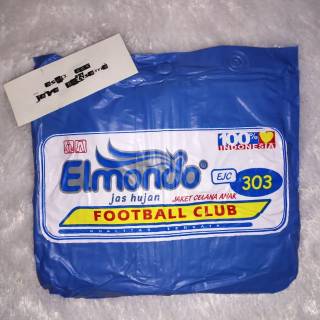 100%
INDONESIA
Elmondo®
EJC
303
jas hujan
JAKET CELANA ANAK
FOOTBALL CLUB